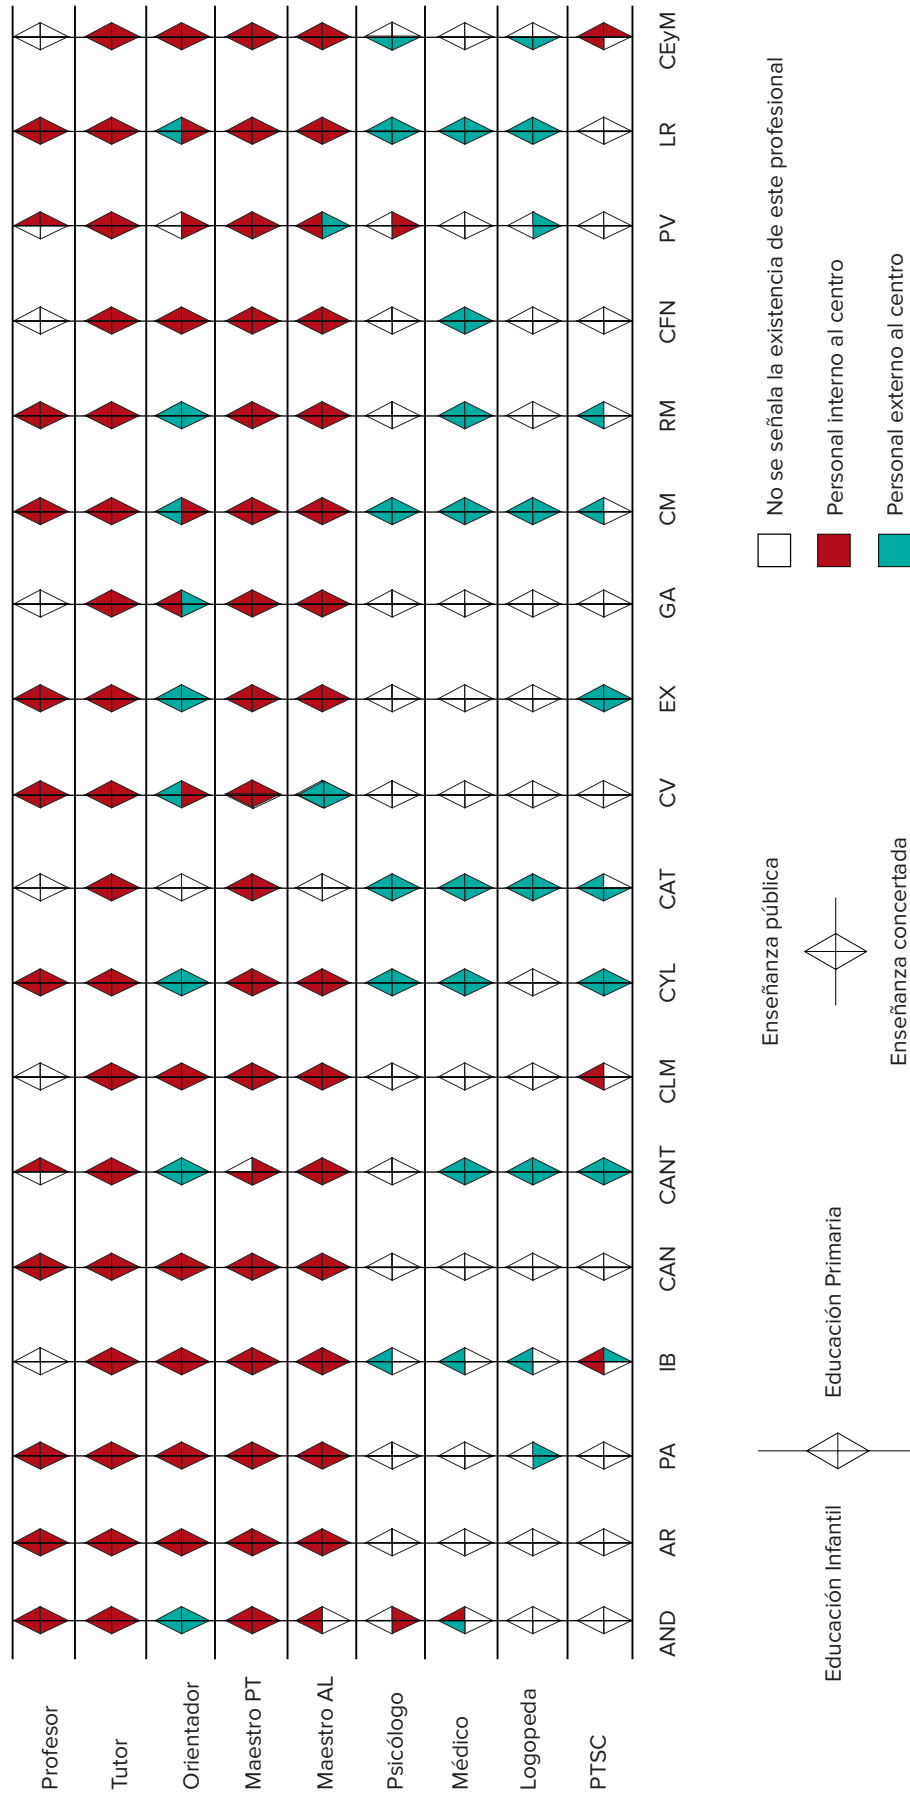 Profesor
Tutor
Orientador
Maestro PT
Maestro AL
Psicólogo
Médico
Logopeda
PTSC
AND
AR
PA
IB
CAN
CANT
CLM
CYL
CAT
CV
EX
GA
CM
RM
CFN
PV
LR
CEyM
Educación Infantil
Educación Primaria
Enseñanza pública
Enseñanza concertada
No se señala la existencia de este profesional
Personal interno al centro
Personal externo al centro